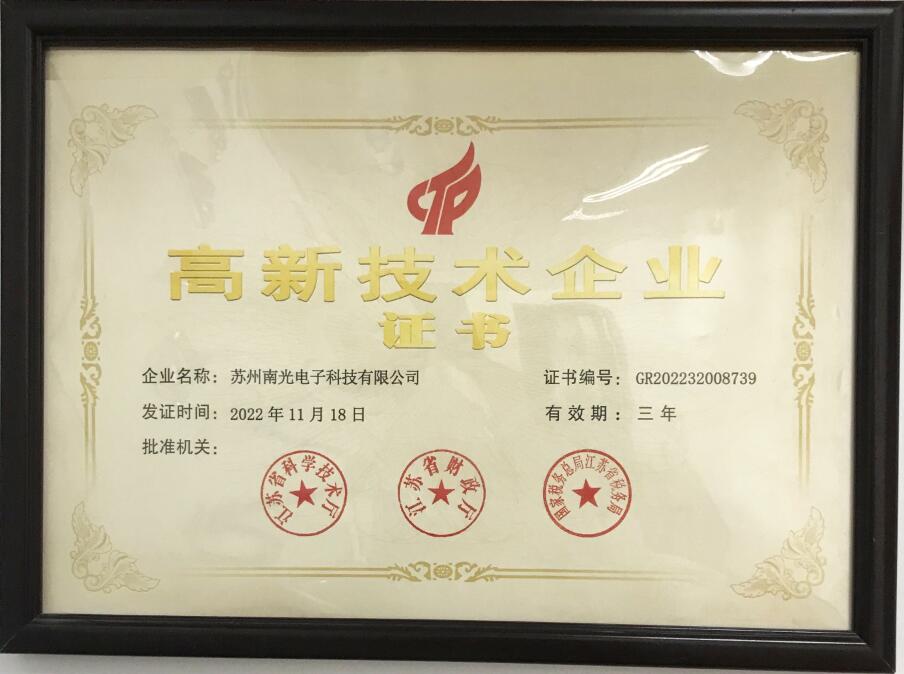 CTP
高新技术企业
证书
企业名称：苏州南光电子科技有限公司
证书编号：GR202232008739
发证时间：2022年11月18日
有效期：三年
批准机关：
江苏省科学技术厅
江苏省财政厅
国家税务总局江苏省税务局